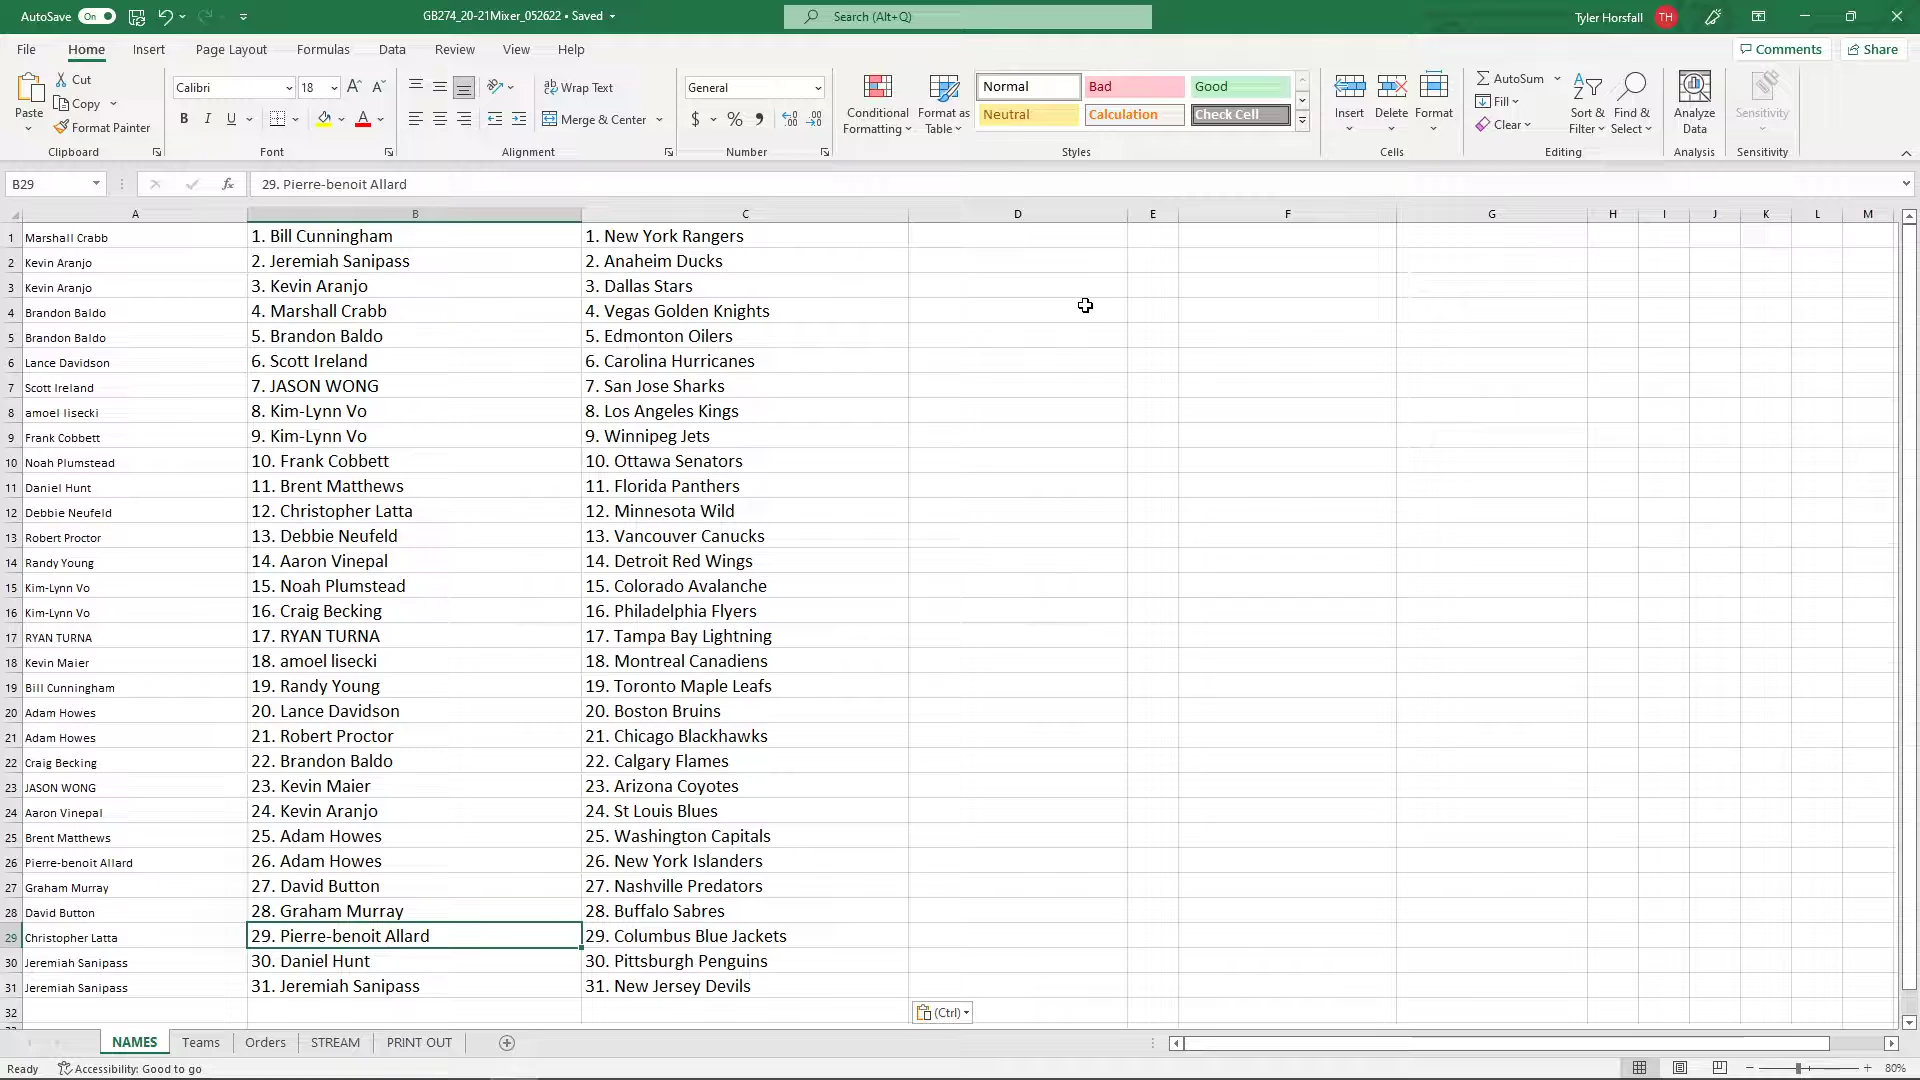 AutoSave On GB274_20-21Mixer_052622 • Saved Search (Alt+Q) Tyler Horsfall TH
File Home Insert Page Layout Formulas Data Review View Help Comments Share
Paste Cut Copy Format Painter Clipboard
Calibri 18 A A B I U A Font
Wrap Text Merge & Center Alignment
General $ % Number
Conditional Formatting Format as Table Normal Bad Good Neutral Calculation Check Cell Styles
Insert Delete Format Cells
AutoSum Fill Clear Sort & Filter Find & Select Editing
Analyze Data Analysis
Sensitivity Sensitivity
B29 fx 29. Pierre-benoit Allard
A B C D E F G H I J K L M
1 Marshall Crabb 1. Bill Cunningham 1. New York Rangers
2 Kevin Aranjo 2. Jeremiah Sanipass 2. Anaheim Ducks
3 Kevin Aranjo 3. Kevin Aranjo 3. Dallas Stars
4 Brandon Baldo 4. Marshall Crabb 4. Vegas Golden Knights
5 Brandon Baldo 5. Brandon Baldo 5. Edmonton Oilers
6 Lance Davidson 6. Scott Ireland 6. Carolina Hurricanes
7 Scott Ireland 7. JASON WONG 7. San Jose Sharks
8 amoel lisecki 8. Kim-Lynn Vo 8. Los Angeles Kings
9 Frank Cobbett 9. Kim-Lynn Vo 9. Winnipeg Jets
10 Noah Plumstead 10. Frank Cobbett 10. Ottawa Senators
11 Daniel Hunt 11. Brent Matthews 11. Florida Panthers
12 Debbie Neufeld 12. Christopher Latta 12. Minnesota Wild
13 Robert Proctor 13. Debbie Neufeld 13. Vancouver Canucks
14 Randy Young 14. Aaron Vinepal 14. Detroit Red Wings
15 Kim-Lynn Vo 15. Noah Plumstead 15. Colorado Avalanche
16 Kim-Lynn Vo 16. Craig Becking 16. Philadelphia Flyers
17 RYAN TURNA 17. RYAN TURNA 17. Tampa Bay Lightning
18 Kevin Maier 18. amoel lisecki 18. Montreal Canadiens
19 Bill Cunningham 19. Randy Young 19. Toronto Maple Leafs
20 Adam Howes 20. Lance Davidson 20. Boston Bruins
21 Adam Howes 21. Robert Proctor 21. Chicago Blackhawks
22 Craig Becking 22. Brandon Baldo 22. Calgary Flames
23 JASON WONG 23. Kevin Maier 23. Arizona Coyotes
24 Aaron Vinepal 24. Kevin Aranjo 24. St Louis Blues
25 Brent Matthews 25. Adam Howes 25. Washington Capitals
26 Pierre-benoit Allard 26. Adam Howes 26. New York Islanders
27 Graham Murray 27. David Button 27. Nashville Predators
28 David Button 28. Graham Murray 28. Buffalo Sabres
29 Christopher Latta 29. Pierre-benoit Allard 29. Columbus Blue Jackets
30 Jeremiah Sanipass 30. Daniel Hunt 30. Pittsburgh Penguins
31 Jeremiah Sanipass 31. Jeremiah Sanipass 31. New Jersey Devils
32 (Ctrl)
NAMES Teams Orders STREAM PRINT OUT
Ready Accessibility: Good to go 80%